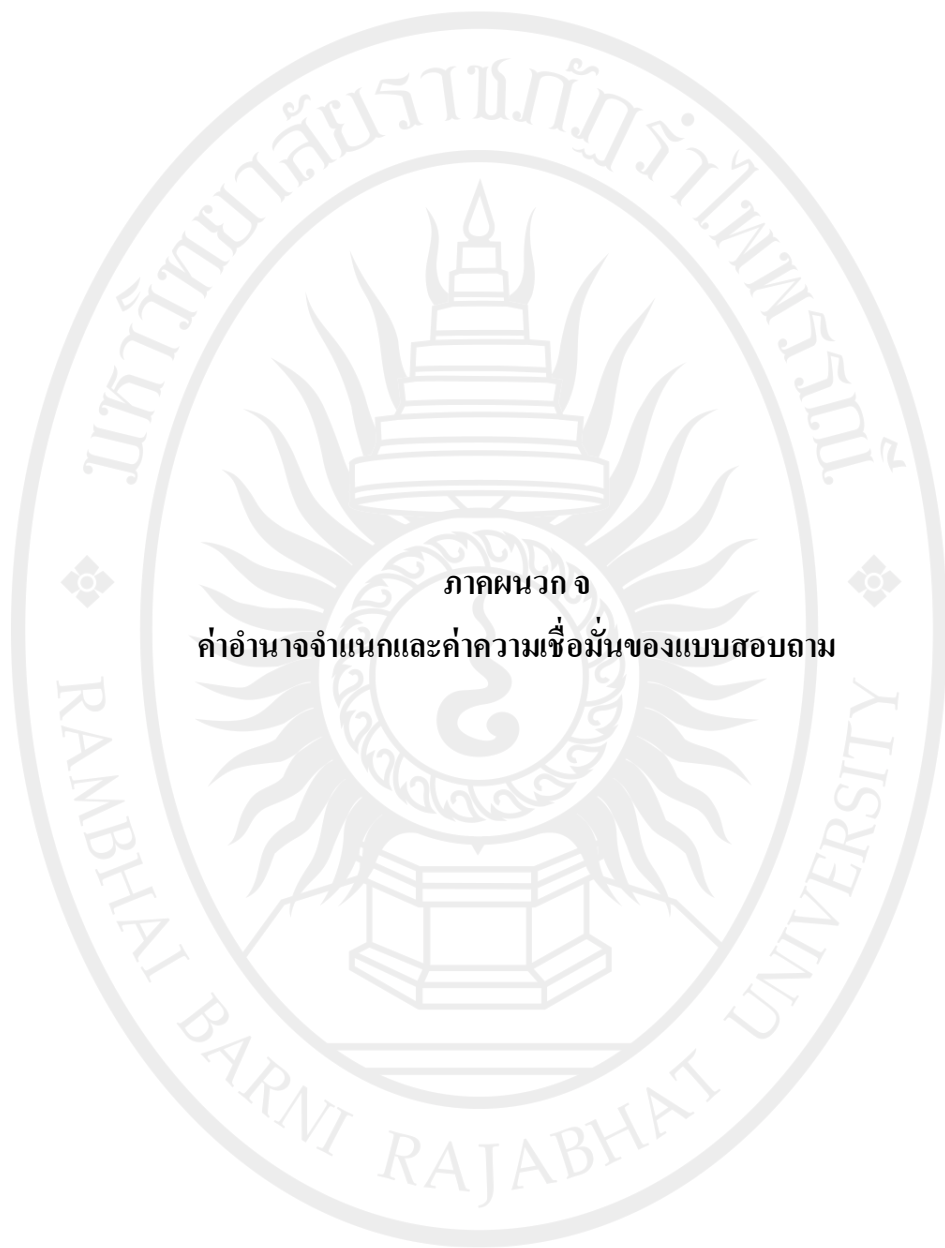 มหาวิทยาลัยราชภัฏรำไพพรรณี
ภาคผนวก จ
ค่าอำนาจจำแนกและค่าความเชื่อมั่นของแบบสอบถาม
RAMBHAI BARNI RAJABHAT UNIVERSITY